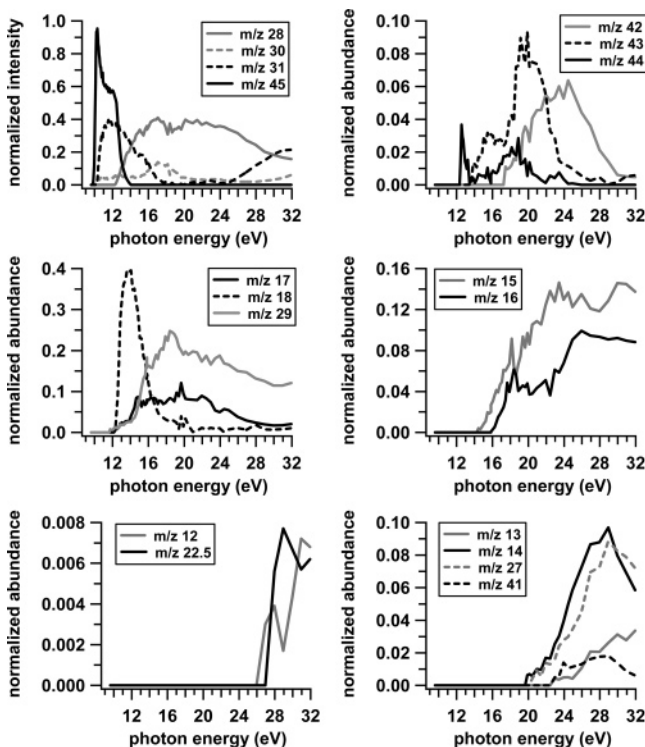 normalized intensity
1.0
0.8
0.6
0.4
0.2
0.0
m/z 28
m/z 30
m/z 31
m/z 45
12 16 20 24 28 32
photon energy (eV)
normalized abundance
0.10
0.08
0.06
0.04
0.02
0.00
m/z 42
m/z 43
m/z 44
12 16 20 24 28 32
photon energy (eV)
normalized abundance
0.4
0.3
0.2
0.1
0.0
m/z 17
m/z 18
m/z 29
12 16 20 24 28 32
photon energy (eV)
normalized abundance
0.16
0.12
0.08
0.04
0.00
m/z 15
m/z 16
12 16 20 24 28 32
photon energy (eV)
normalized abundance
0.008
0.006
0.004
0.002
0.000
m/z 12
m/z 22.5
12 16 20 24 28 32
photon energy (eV)
normalized abundance
0.10
0.08
0.06
0.04
0.02
0.00
m/z 13
m/z 14
m/z 27
m/z 41
12 16 20 24 28 32
photon energy (eV)